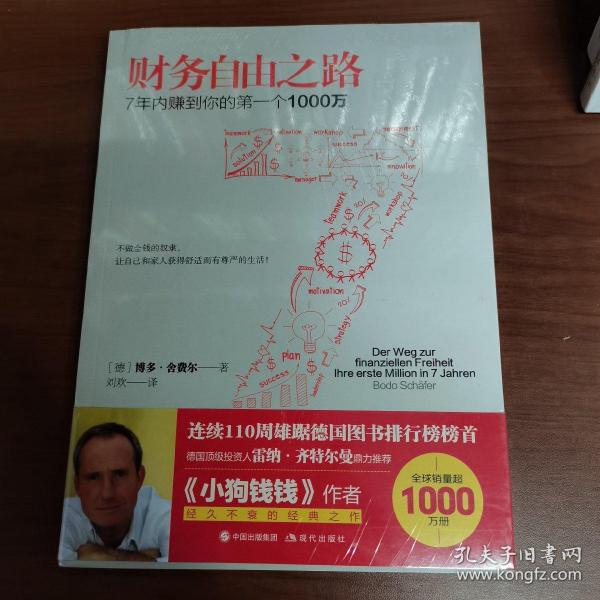 财务自由之路
7年内赚到你的第一个1000万
teamwork
motivation
workshop
success
solution
manager
innovation
workshop
teamwork
不做金钱的奴隶,
让自己和家人获得舒适而有尊严的生活!
motivation
strategy
plan
success
[德] 博多·舍费尔——著
刘欢——译
Der Weg zur
finanziellen Freiheit
Ihre erste Million in 7 Jahren
Bodo Schäfer
连续110周雄踞德国图书排行榜榜首
德国顶级投资人雷纳·齐特尔曼鼎力推荐
《小狗钱钱》作者
经久不衰的经典之作
全球销量超
1000
万册
中国出版集团 现代出版社
孔夫子旧书网
www.kongfz.com